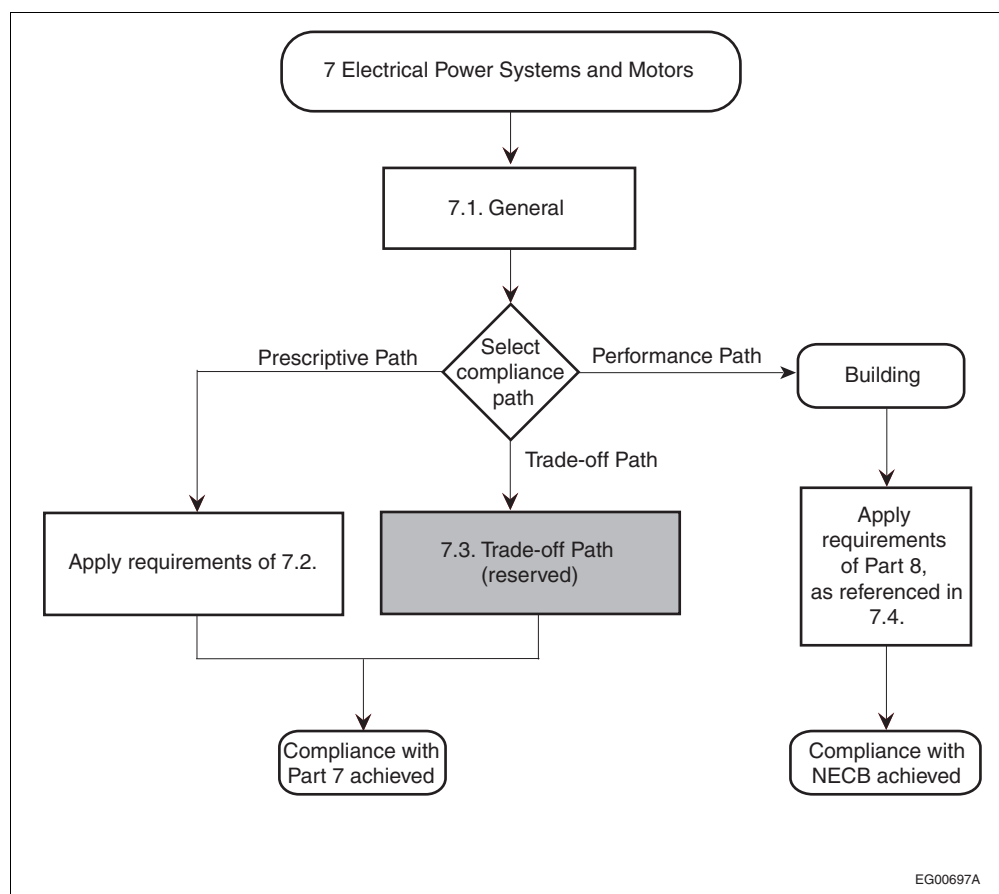 7 Electrical Power Systems and Motors
7.1. General
Select
compliance
path
Prescriptive Path
Performance Path
Trade-off Path
Building
Apply requirements of 7.2.
7.3. Trade-off Path
(reserved)
Apply
requirements
of Part 8,
as referenced in
7.4.
Compliance with
Part 7 achieved
Compliance with
NECB achieved
EG00697A